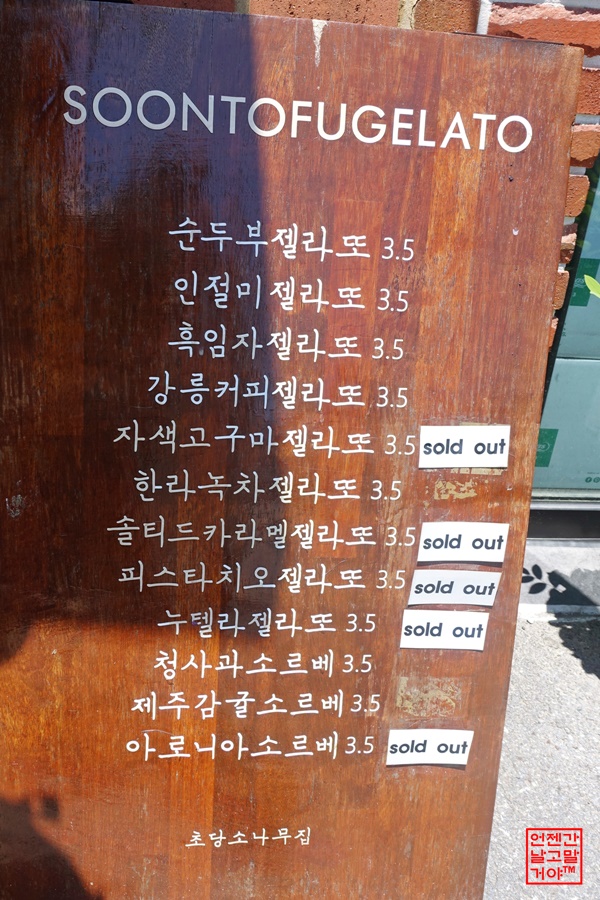 SOONTOFUGELATO
순두부젤라또 3.5
인절미젤라또 3.5
흑임자젤라또 3.5
강릉커피젤라또 3.5
자색고구마젤라또 3.5 sold out
한라녹차젤라또 3.5
솔티드카라멜젤라또 3.5 sold out
피스타치오젤라또 3.5 sold out
누텔라젤라또 3.5 sold out
청사과소르베 3.5
제주감귤소르베 3.5
아로니아소르베 3.5 sold out
초당소나무집
언젠간
날고말
거야™